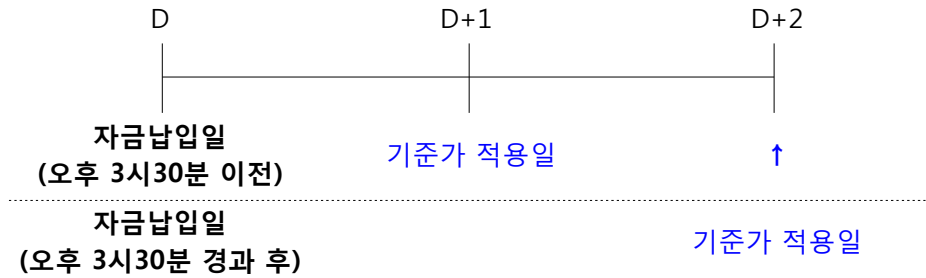 D D+1 D+2
자금납입일
(오후 3시30분 이전) 기준가 적용일 ↑
자금납입일
(오후 3시30분 경과 후) 기준가 적용일